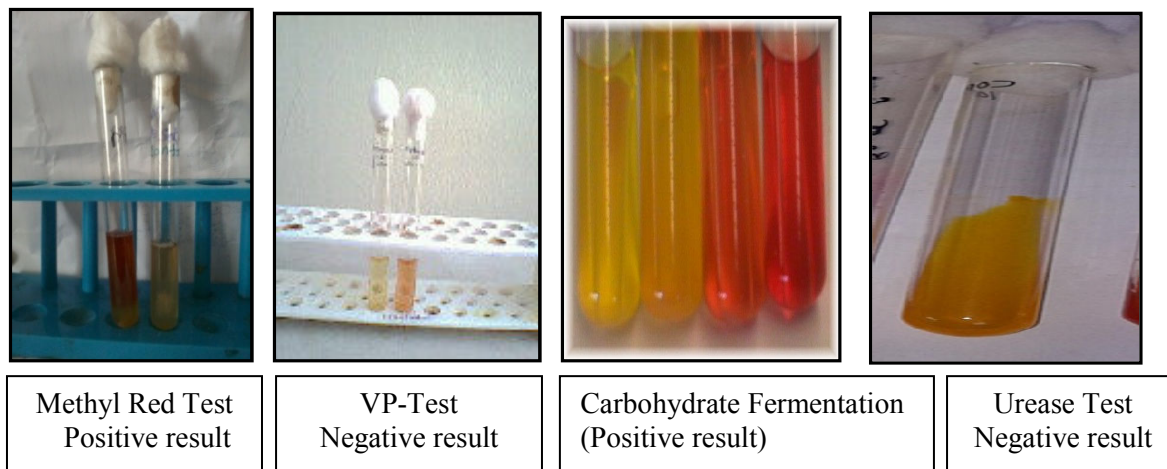 Methyl Red Test
Positive result
VP-Test
Negative result
Carbohydrate Fermentation
(Positive result)
Urease Test
Negative result